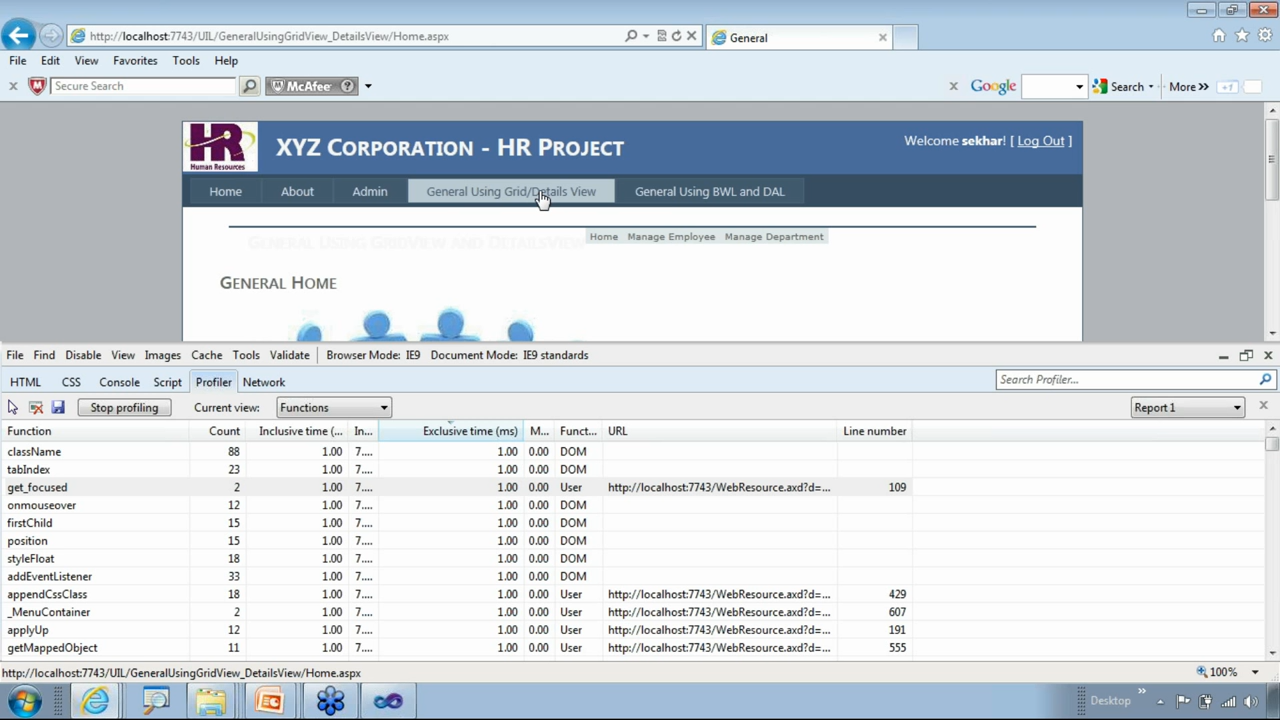 http://localhost:7743/UIL/GeneralUsingGridView_DetailsView/Home.aspx
General
File Edit View Favorites Tools Help
Secure Search
McAfee
Google
Search
More »
+1
HR
Human Resources
XYZ CORPORATION - HR PROJECT
Welcome sekhar! [ Log Out ]
Home About Admin General Using Grid/Details View General Using BWL and DAL
GENERAL USING GRIDVIEW AND DETAILSVIEW
Home Manage Employee Manage Department
GENERAL HOME
File Find Disable View Images Cache Tools Validate Browser Mode: IE9 Document Mode: IE9 standards
HTML CSS Console Script Profiler Network
Search Profiler...
Stop profiling Current view: Functions Report 1
Function Count Inclusive time (... In... Exclusive time (ms) M... Funct... URL Line number
className 88 1.00 7.... 1.00 0.00 DOM
tabIndex 23 1.00 7.... 1.00 0.00 DOM
get_focused 2 1.00 7.... 1.00 0.00 User http://localhost:7743/WebResource.axd?d=... 109
onmouseover 12 1.00 7.... 1.00 0.00 DOM
firstChild 15 1.00 7.... 1.00 0.00 DOM
position 15 1.00 7.... 1.00 0.00 DOM
styleFloat 18 1.00 7.... 1.00 0.00 DOM
addEventListener 33 1.00 7.... 1.00 0.00 DOM
appendCssClass 18 1.00 7.... 1.00 0.00 User http://localhost:7743/WebResource.axd?d=... 429
_MenuContainer 2 1.00 7.... 1.00 0.00 User http://localhost:7743/WebResource.axd?d=... 607
applyUp 12 1.00 7.... 1.00 0.00 User http://localhost:7743/WebResource.axd?d=... 191
getMappedObject 11 1.00 7.... 1.00 0.00 User http://localhost:7743/WebResource.axd?d=... 555
http://localhost:7743/UIL/GeneralUsingGridView_DetailsView/Home.aspx
100%
Desktop